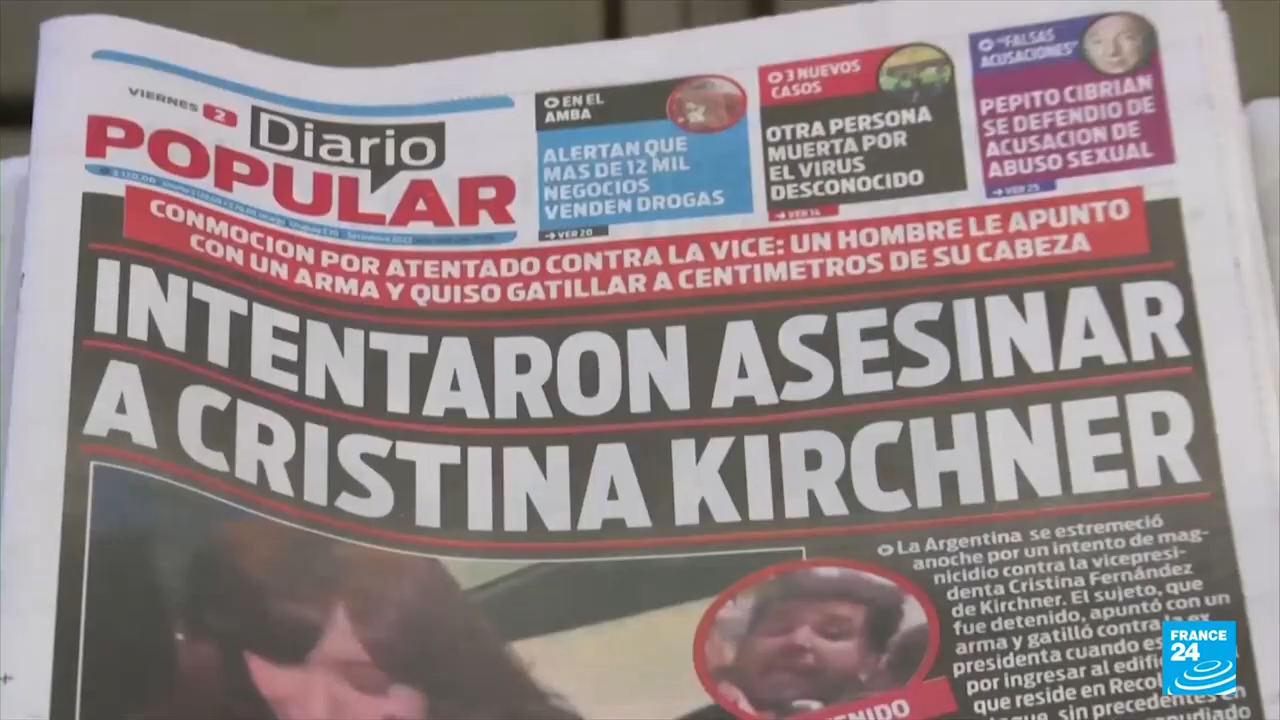 VIERNES 2
Diario
POPULAR
EN EL
AMBA
ALERTAN QUE
MAS DE 12 MIL
NEGOCIOS
VENDEN DROGAS
VER 20
3 NUEVOS
CASOS
OTRA PERSONA
MUERTA POR
EL VIRUS
DESCONOCIDO
VER 14
"FALSAS
ACUSACIONES"
PEPITO CIBRIAN
SE DEFENDIO DE
ACUSACION DE
ABUSO SEXUAL
VER 25
CONMOCION POR ATENTADO CONTRA LA VICE: UN HOMBRE LE APUNTO
CON UN ARMA Y QUISO GATILLAR A CENTIMETROS DE SU CABEZA
INTENTARON ASESINAR
A CRISTINA KIRCHNER
La Argentina se estremeció
anoche por un intento de mag-
nicidio contra la vicepresi-
denta Cristina Fernández
de Kirchner. El sujeto, que
fue detenido, apuntó con un
arma y gatilló contra
presidenta cuando
por ingresar al
que reside en
sin precedentes
FRANCE
24